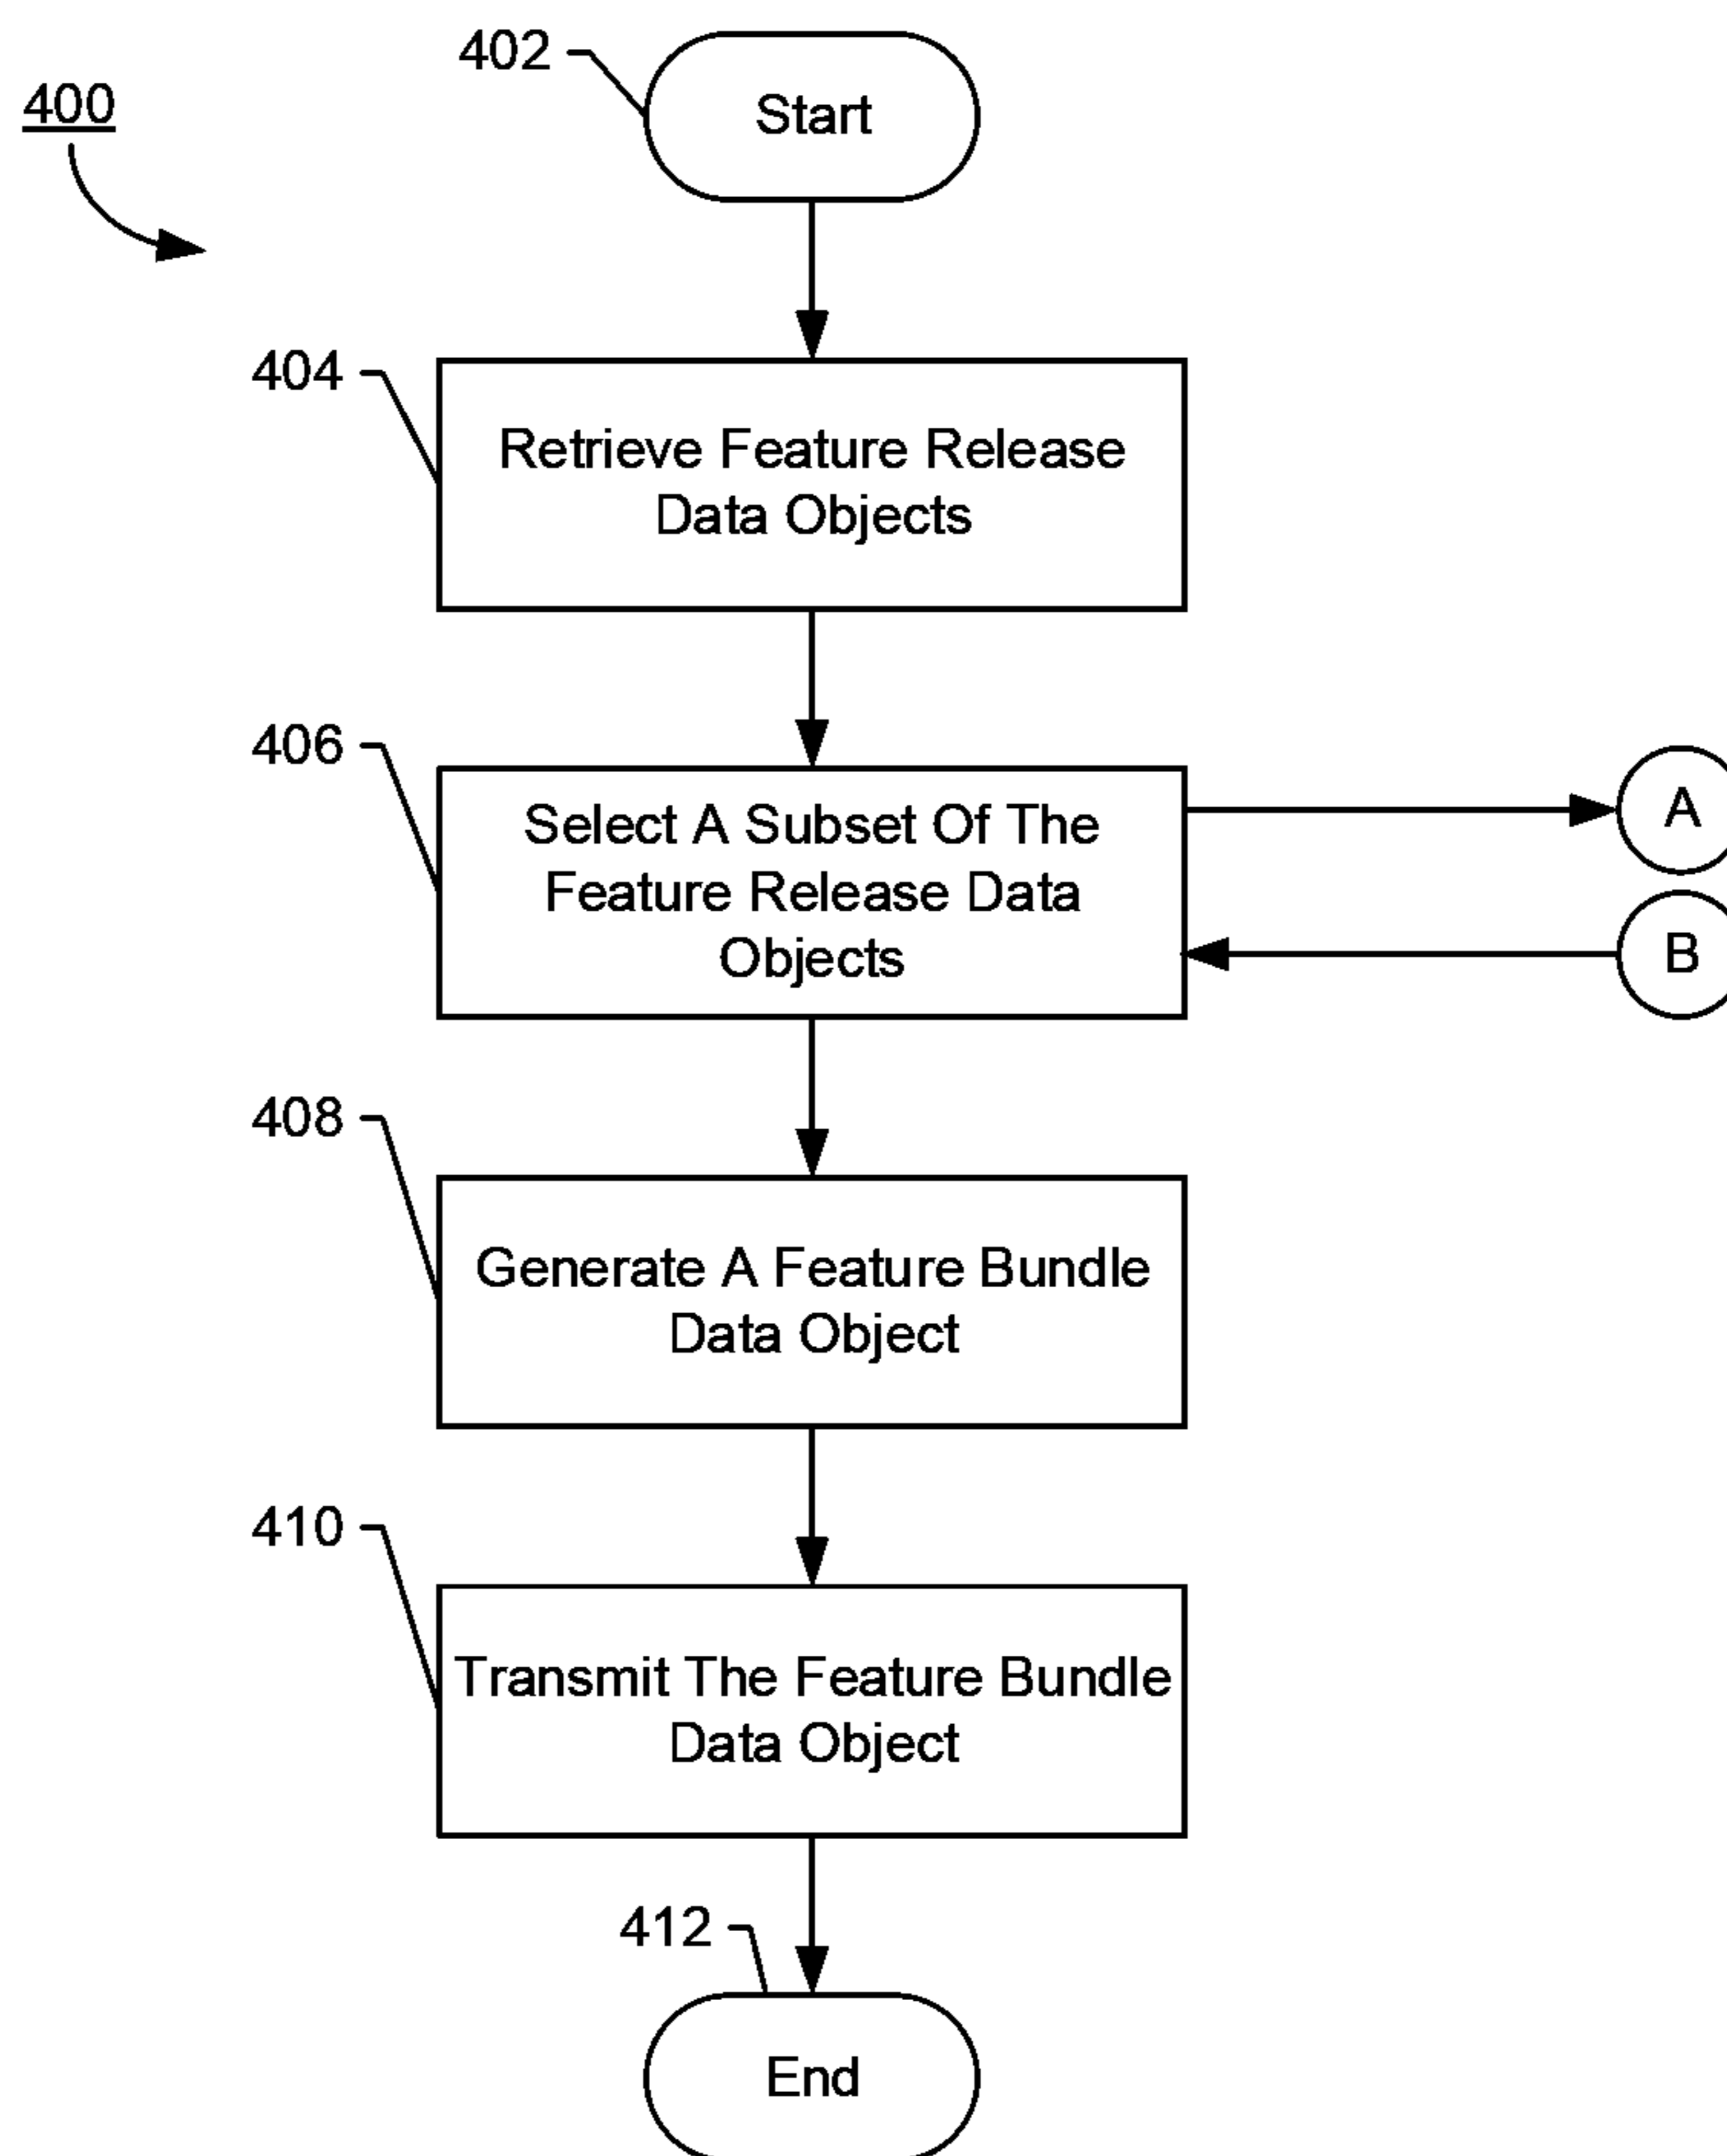 400
402
Start
404
Retrieve Feature Release
Data Objects
406
Select A Subset Of The
Feature Release Data
Objects
A
B
408
Generate A Feature Bundle
Data Object
410
Transmit The Feature Bundle
Data Object
412
End